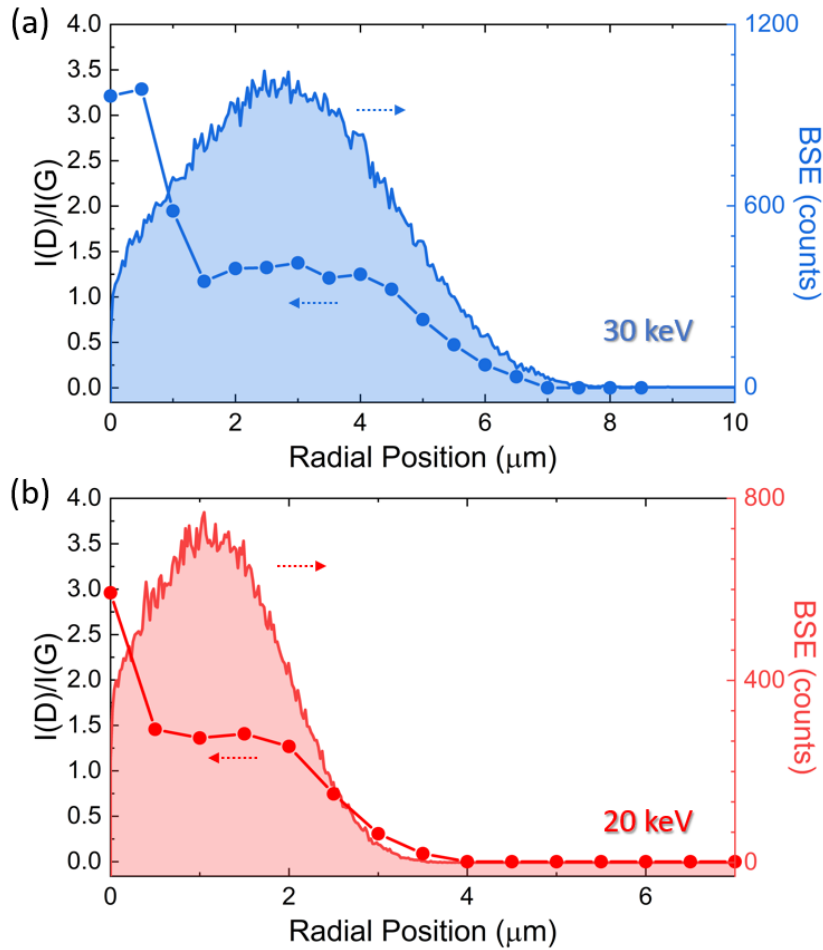 (a)
4.0
3.5
3.0
2.5
2.0
1.5
1.0
0.5
0.0
I(D)/I(G)
1200
600
0
BSE (counts)
30 keV
0 2 4 6 8 10
Radial Position (μm)
(b)
4.0
3.5
3.0
2.5
2.0
1.5
1.0
0.5
0.0
I(D)/I(G)
800
400
0
BSE (counts)
20 keV
0 2 4 6
Radial Position (μm)